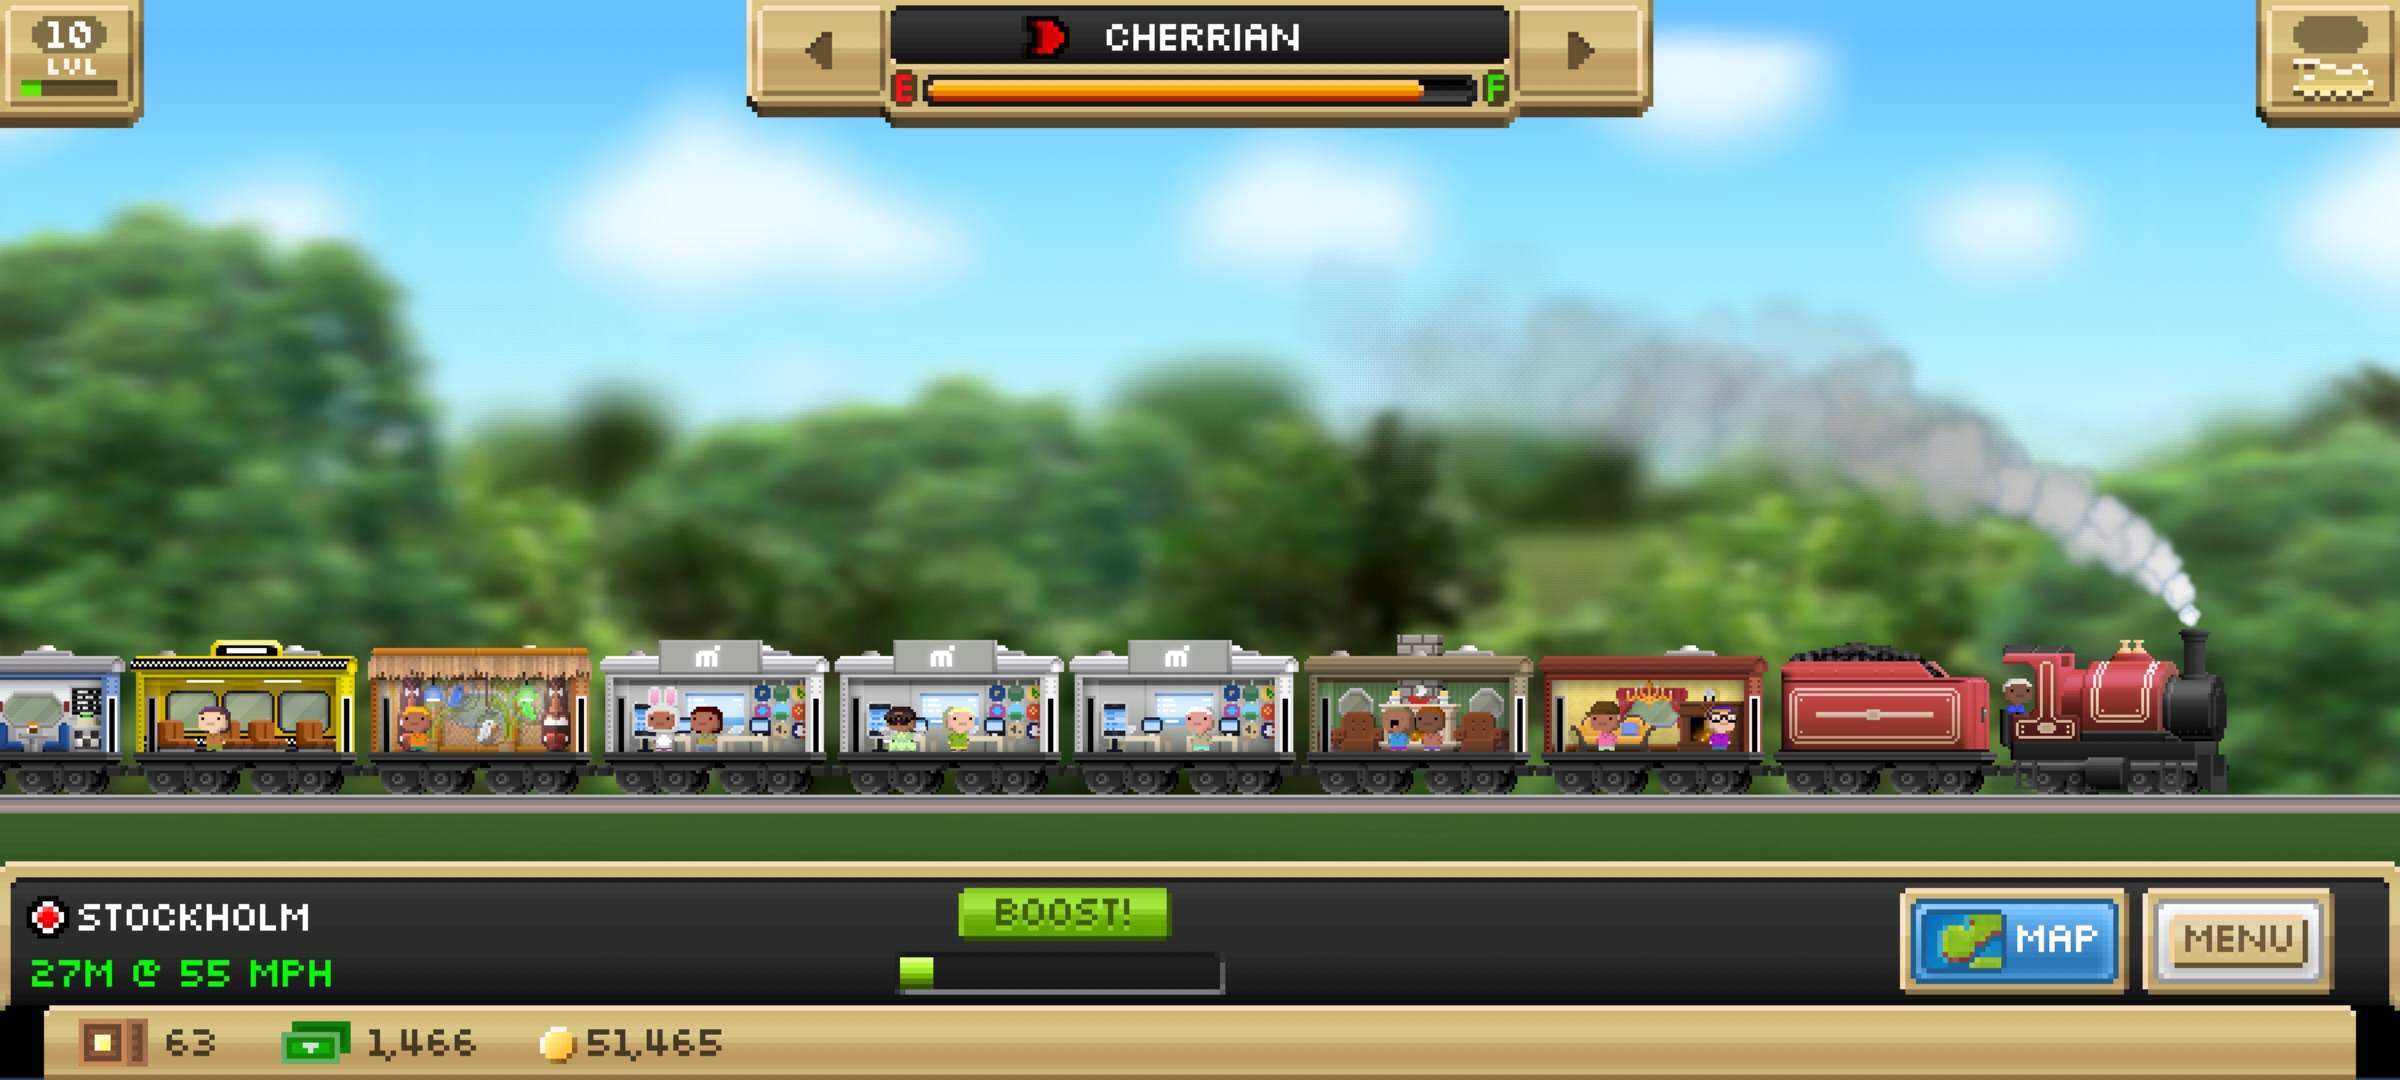 10
LVL
CHERRIAN
E F
m m m
STOCKHOLM
27M @ 55 MPH
BOOST!
MAP
MENU
63 1,466 51,465